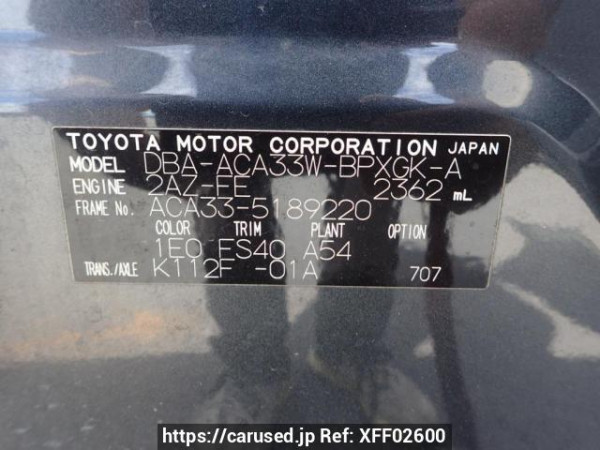 TOYOTA MOTOR CORPORATION JAPAN
MODEL DBA-ACA33W-BPXGK-A
ENGINE 2AZ-FE 2362 mL
FRAME No. ACA33-5189220
COLOR TRIM PLANT OPTION
1E0 FS40 A54
TRANS./AXLE K112F -01A 707
https://carused.jp Ref: XFF02600